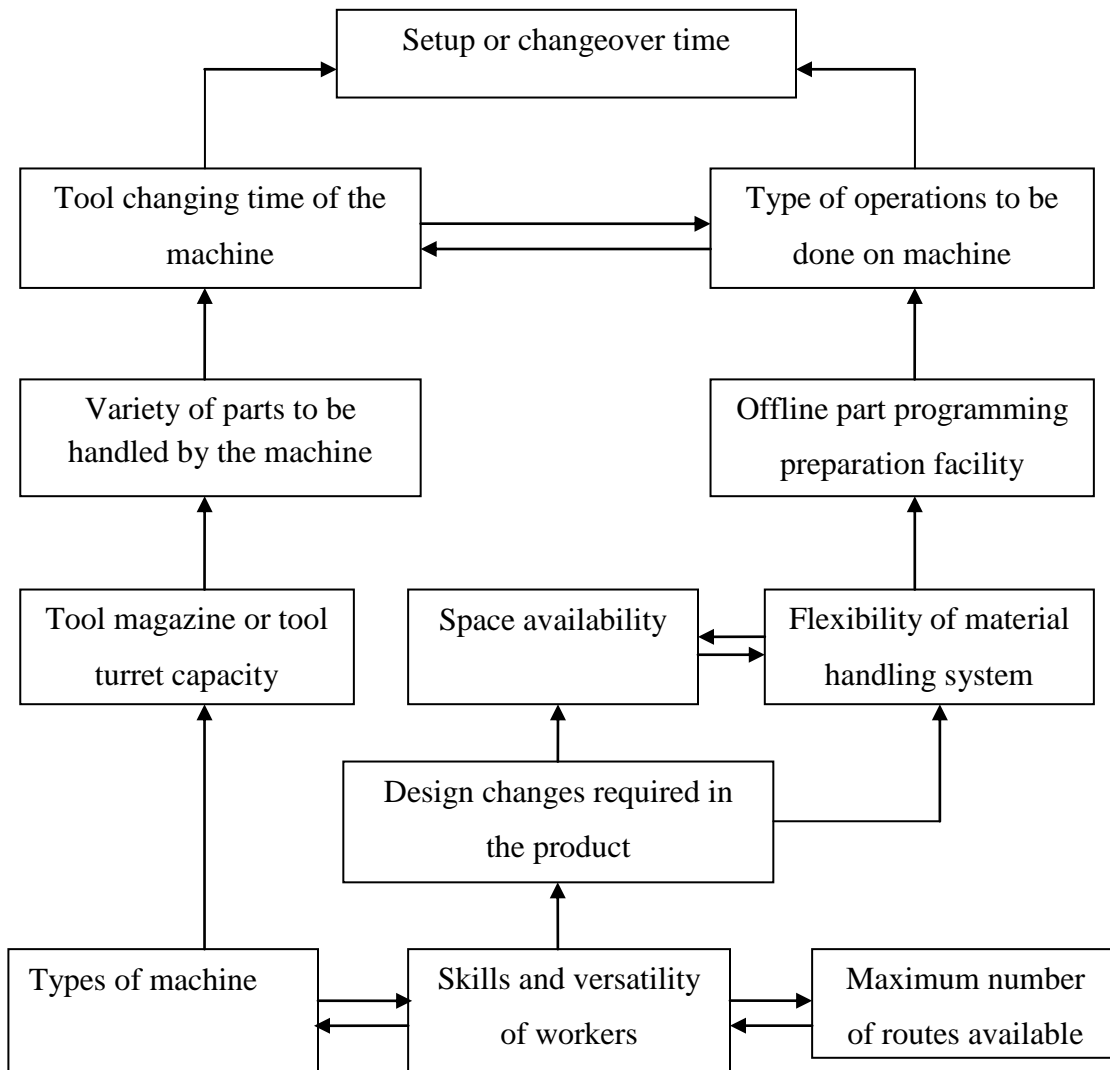 Setup or changeover time
Tool changing time of the
machine
Type of operations to be
done on machine
Variety of parts to be
handled by the machine
Offline part programming
preparation facility
Tool magazine or tool
turret capacity
Space availability
Flexibility of material
handling system
Design changes required in
the product
Types of machine
Skills and versatility
of workers
Maximum number
of routes available